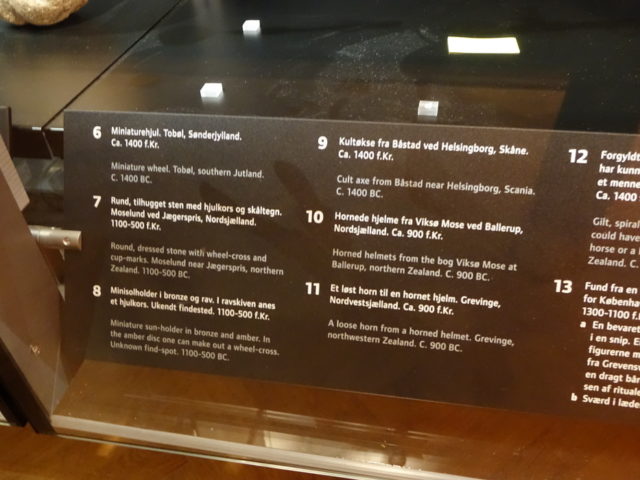 6 Miniaturehjul. Tobøl, Sønderjylland.
Ca. 1400 f.Kr.
Miniature wheel. Tobøl, southern Jutland.
C. 1400 BC.
7 Rund, tilhugget sten med hjulkors og skåltegn.
Moselund ved Jægerspris, Nordsjælland.
1100-500 f.Kr.
Round, dressed stone with wheel-cross and
cup-marks. Moselund near Jægerspris, northern
Zealand. 1100-500 BC.
8 Minisolholder i bronze og rav. I ravskiven anes
et hjulkors. Ukendt findested. 1100-500 f.Kr.
Miniature sun-holder in bronze and amber. In
the amber disc one can make out a wheel-cross.
Unknown find-spot. 1100-500 BC.
9 Kultøkse fra Båstad ved Helsingborg, Skåne.
Ca. 1400 f.Kr.
Cult axe from Båstad near Helsingborg, Scania.
C. 1400 BC.
10 Hornede hjelme fra Viksø Mose ved Ballerup,
Nordsjælland. Ca. 900 f.Kr.
Horned helmets from the bog Viksø Mose at
Ballerup, northern Zealand. C. 900 BC.
11 Et løst horn til en hornet hjelm. Grevinge,
Nordvestsjælland. Ca. 900 f.Kr.
A loose horn from a horned helmet. Grevinge,
northwestern Zealand. C. 900 BC.
12 Forgyldt
har kunn
et menne
Ca. 1400
Gilt, spiral
could have
horse or a
Zealand. C.
13 Fund fra en
for Københa
1300-1100 f.
a En bevaret
i en snip. E
figurerne m
fra Grevens
en dragt bår
sen af rituale
b Sværd i læde